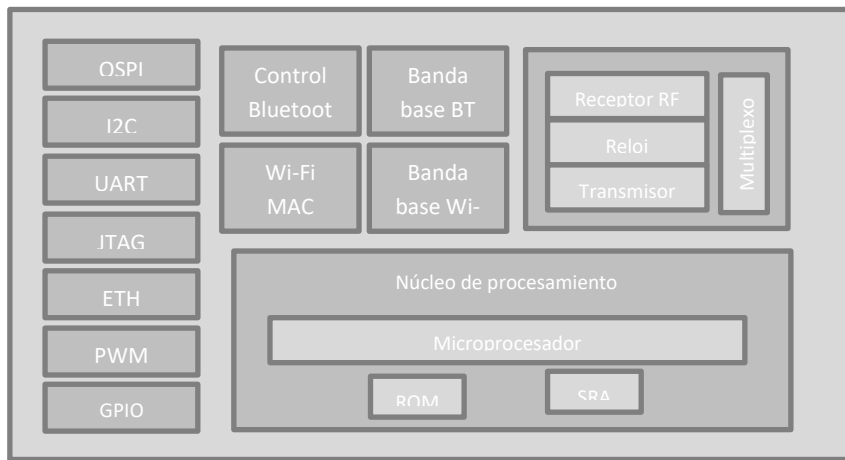 QSPI
I2C
UART
JTAG
ETH
PWM
GPIO
Control
Bluetoot
Banda
base BT
Wi-Fi
MAC
Banda
base Wi-
Receptor RF
Reloj
Transmisor
Multiplexo
Núcleo de procesamiento
Microprocesador
ROM
SRA